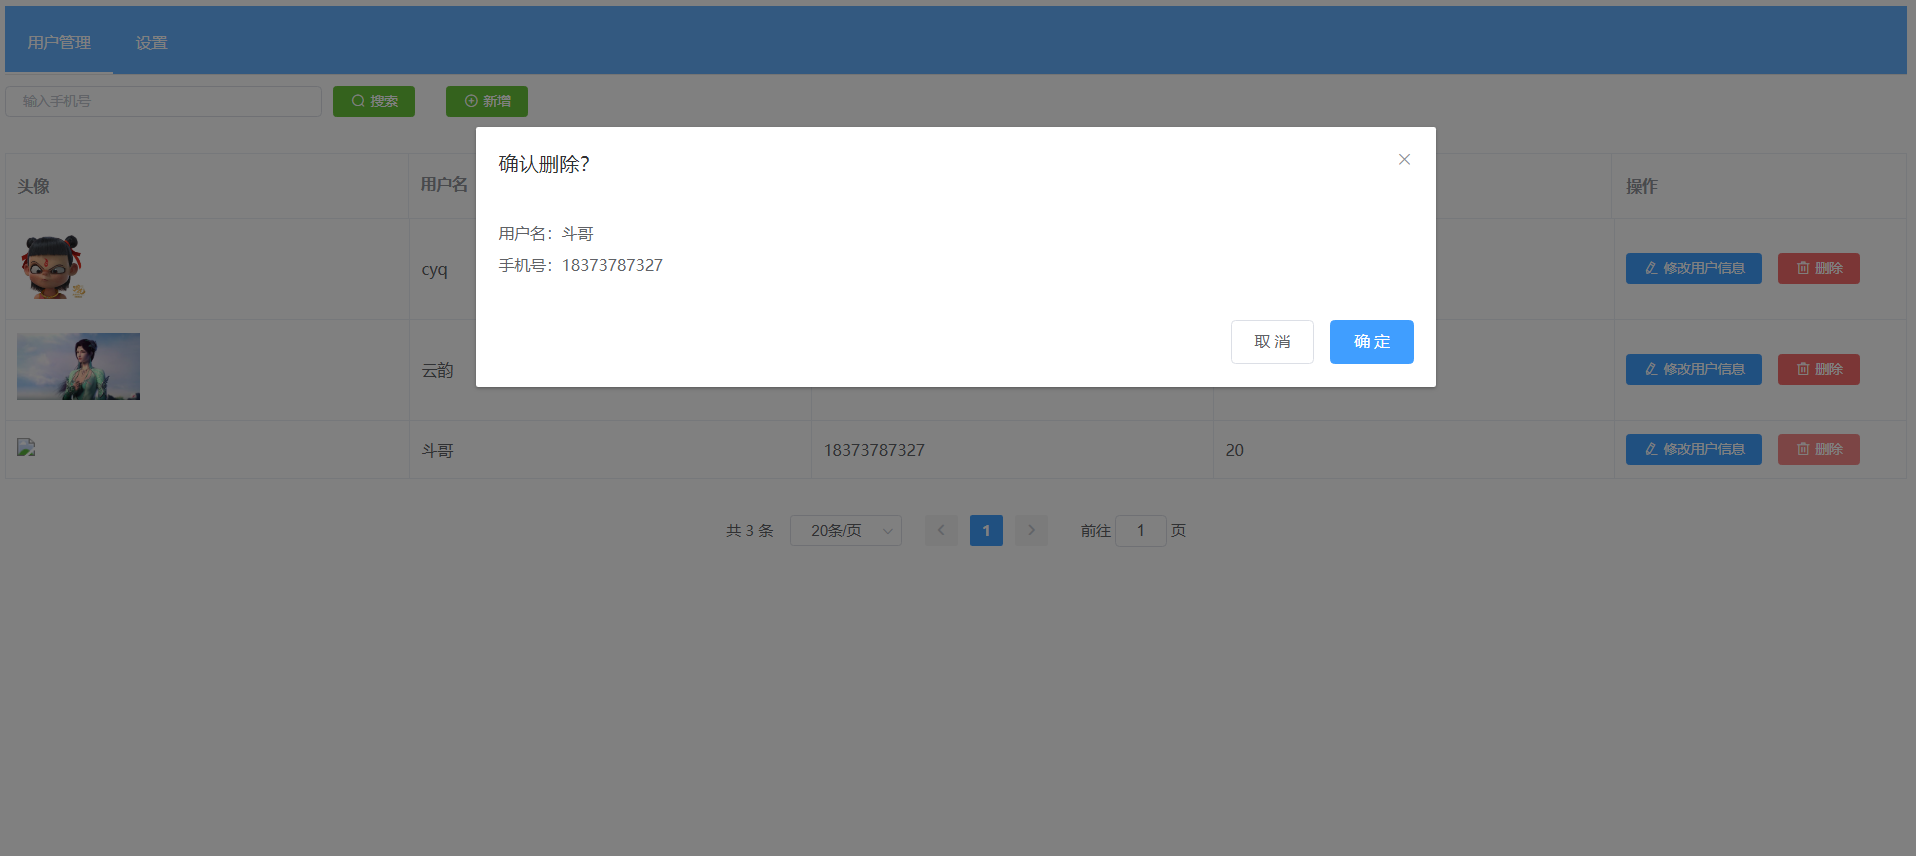 用户管理 设置
输入手机号 搜索 新增
确认删除?
头像 用户名 操作
用户名：斗哥
手机号：18373787327
cyq 修改用户信息 删除
取 消 确 定
云韵 修改用户信息 删除
斗哥 18373787327 20 修改用户信息 删除
共 3 条 20条/页 1 前往 1 页